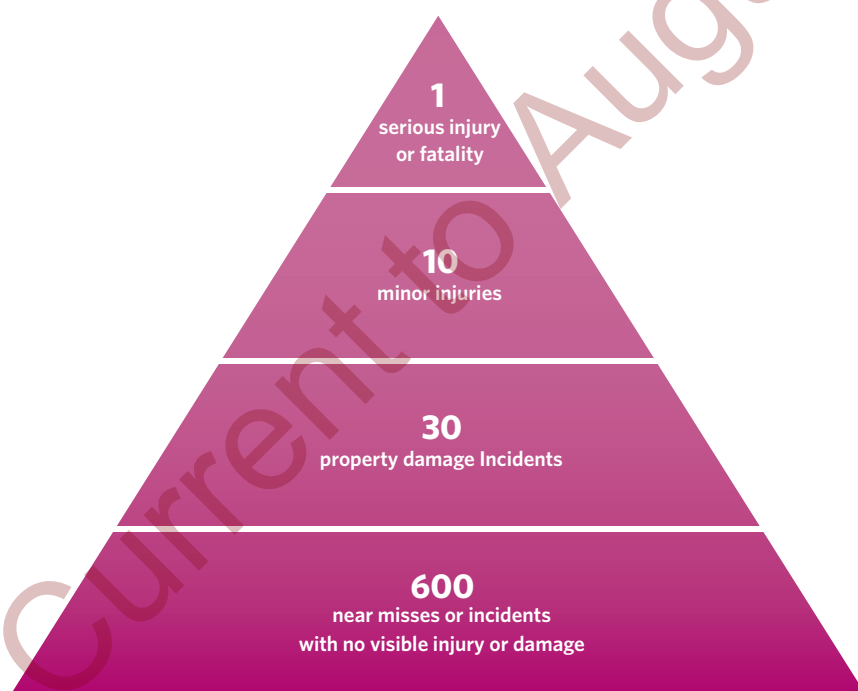 1
serious injury
or fatality
10
minor injuries
30
property damage Incidents
600
near misses or incidents
with no visible injury or damage
Current to